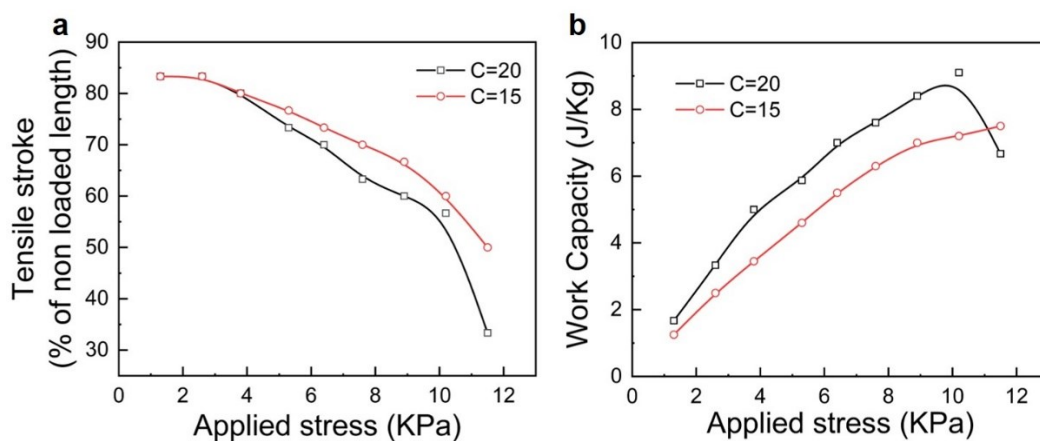 a
Tensile stroke
(% of non loaded length)
90
80
70
60
50
40
30
C=20
C=15
0 2 4 6 8 10 12
Applied stress (KPa)
b
Work Capacity (J/Kg)
10
8
6
4
2
0
C=20
C=15
0 2 4 6 8 10 12
Applied stress (KPa)